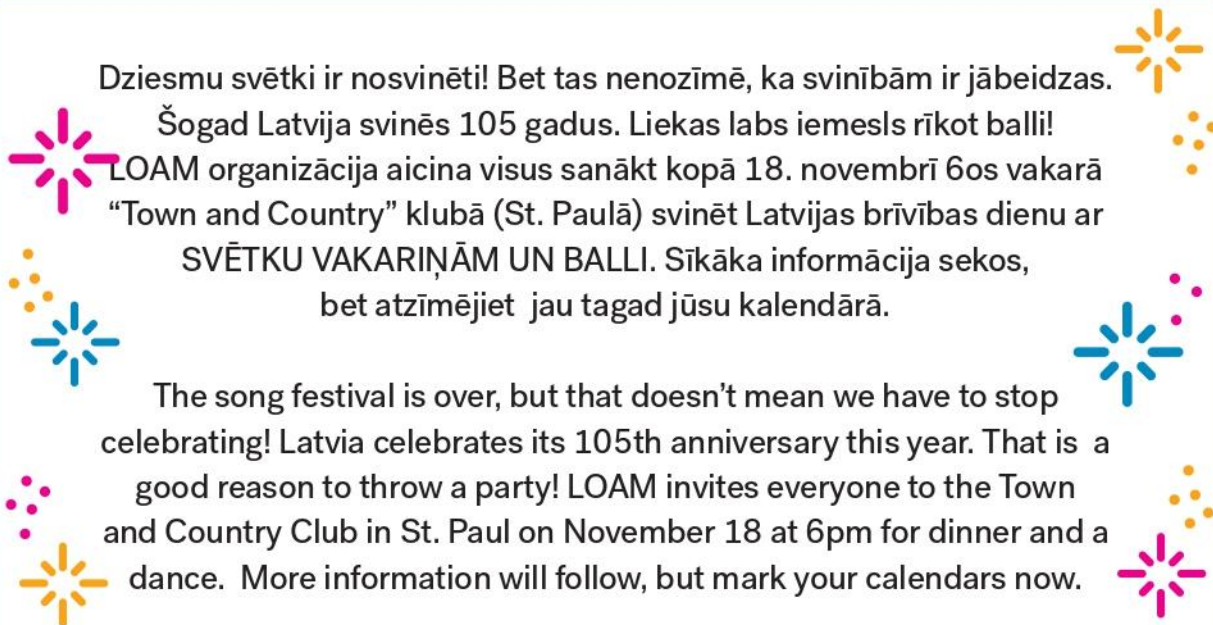 Dziesmu svētki ir nosvinēti! Bet tas nenozīmē, ka svinībām ir jābeidzas.
Šogad Latvija svinēs 105 gadus. Liekas labs iemesls rīkot balli!
LOAM organizācija aicina visus sanākt kopā 18. novembrī 6os vakarā
“Town and Country” klubā (St. Paulā) svinēt Latvijas brīvības dienu ar
SVĒTKU VAKARIŅĀM UN BALLI. Sīkāka informācija sekos,
bet atzīmējiet jau tagad jūsu kalendārā.
The song festival is over, but that doesn’t mean we have to stop
celebrating! Latvia celebrates its 105th anniversary this year. That is a
good reason to throw a party! LOAM invites everyone to the Town
and Country Club in St. Paul on November 18 at 6pm for dinner and a
dance. More information will follow, but mark your calendars now.